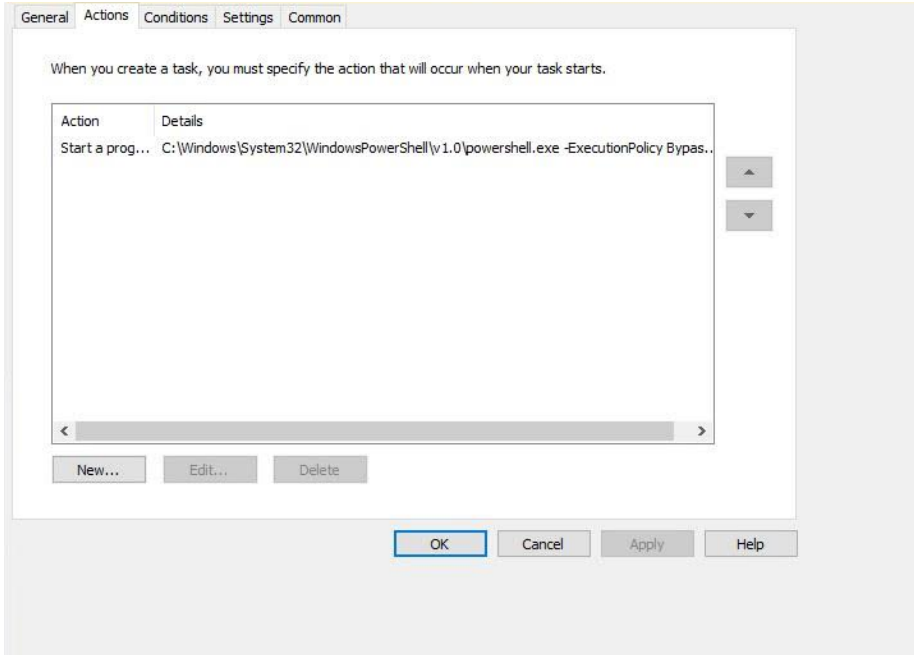 General Actions Conditions Settings Common
When you create a task, you must specify the action that will occur when your task starts.
Action Details
Start a prog... C:\Windows\System32\WindowsPowerShell\v1.0\powershell.exe -ExecutionPolicy Bypas..
New... Edit... Delete
OK Cancel Apply Help